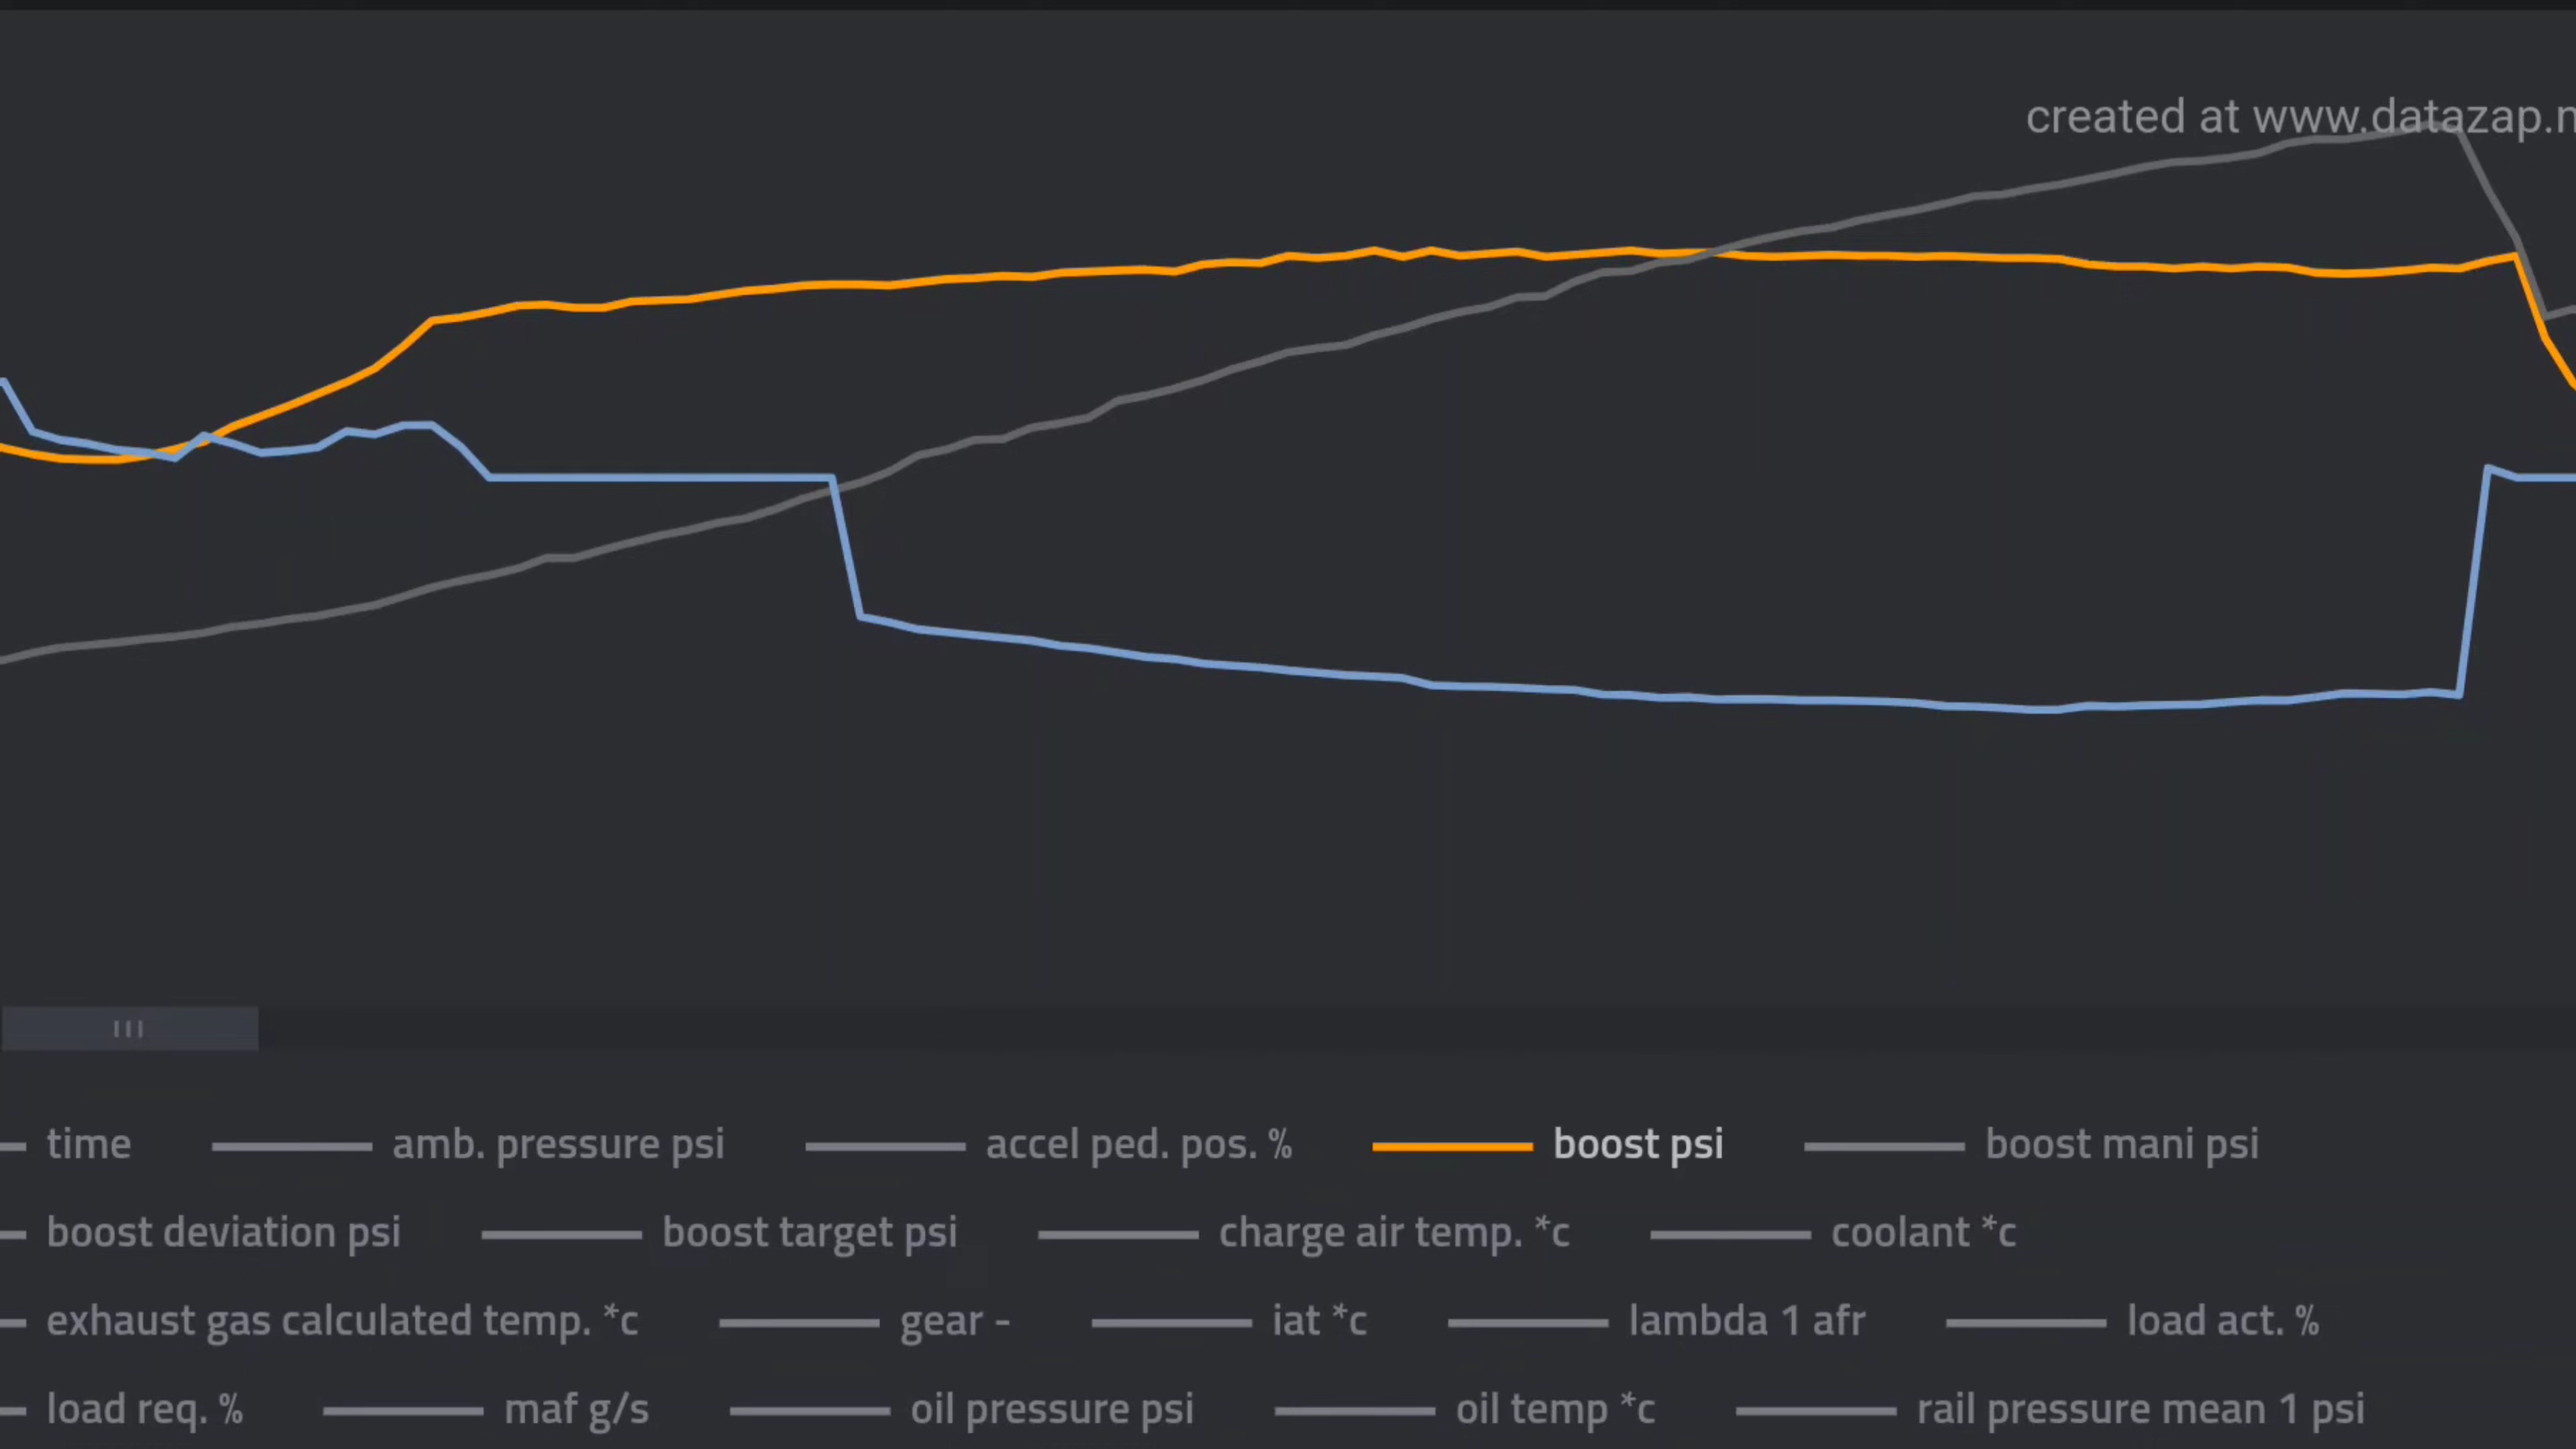 created at www.datazap.n
time amb. pressure psi accel ped. pos. % boost psi boost mani psi
boost deviation psi boost target psi charge air temp. *c coolant *c
exhaust gas calculated temp. *c gear - iat *c lambda 1 afr load act. %
load req. % maf g/s oil pressure psi oil temp *c rail pressure mean 1 psi